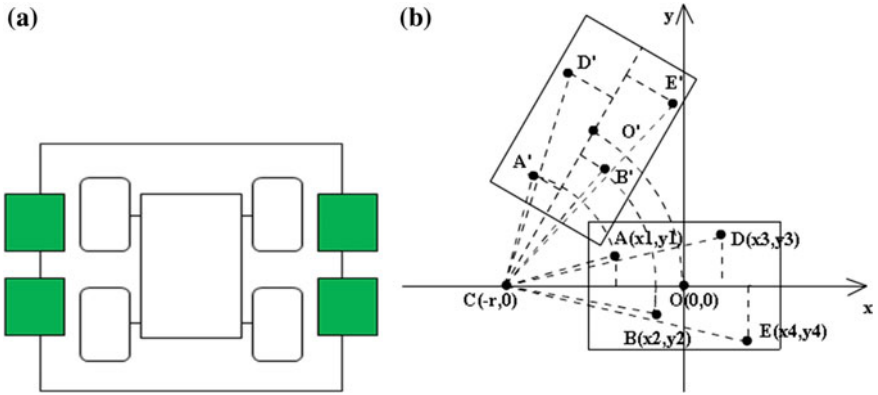 (a)
(b)
y
D'
E'
O'
A'
B'
A(x1,y1)
D(x3,y3)
C(-r,0)
O(0,0)
x
B(x2,y2)
E(x4,y4)